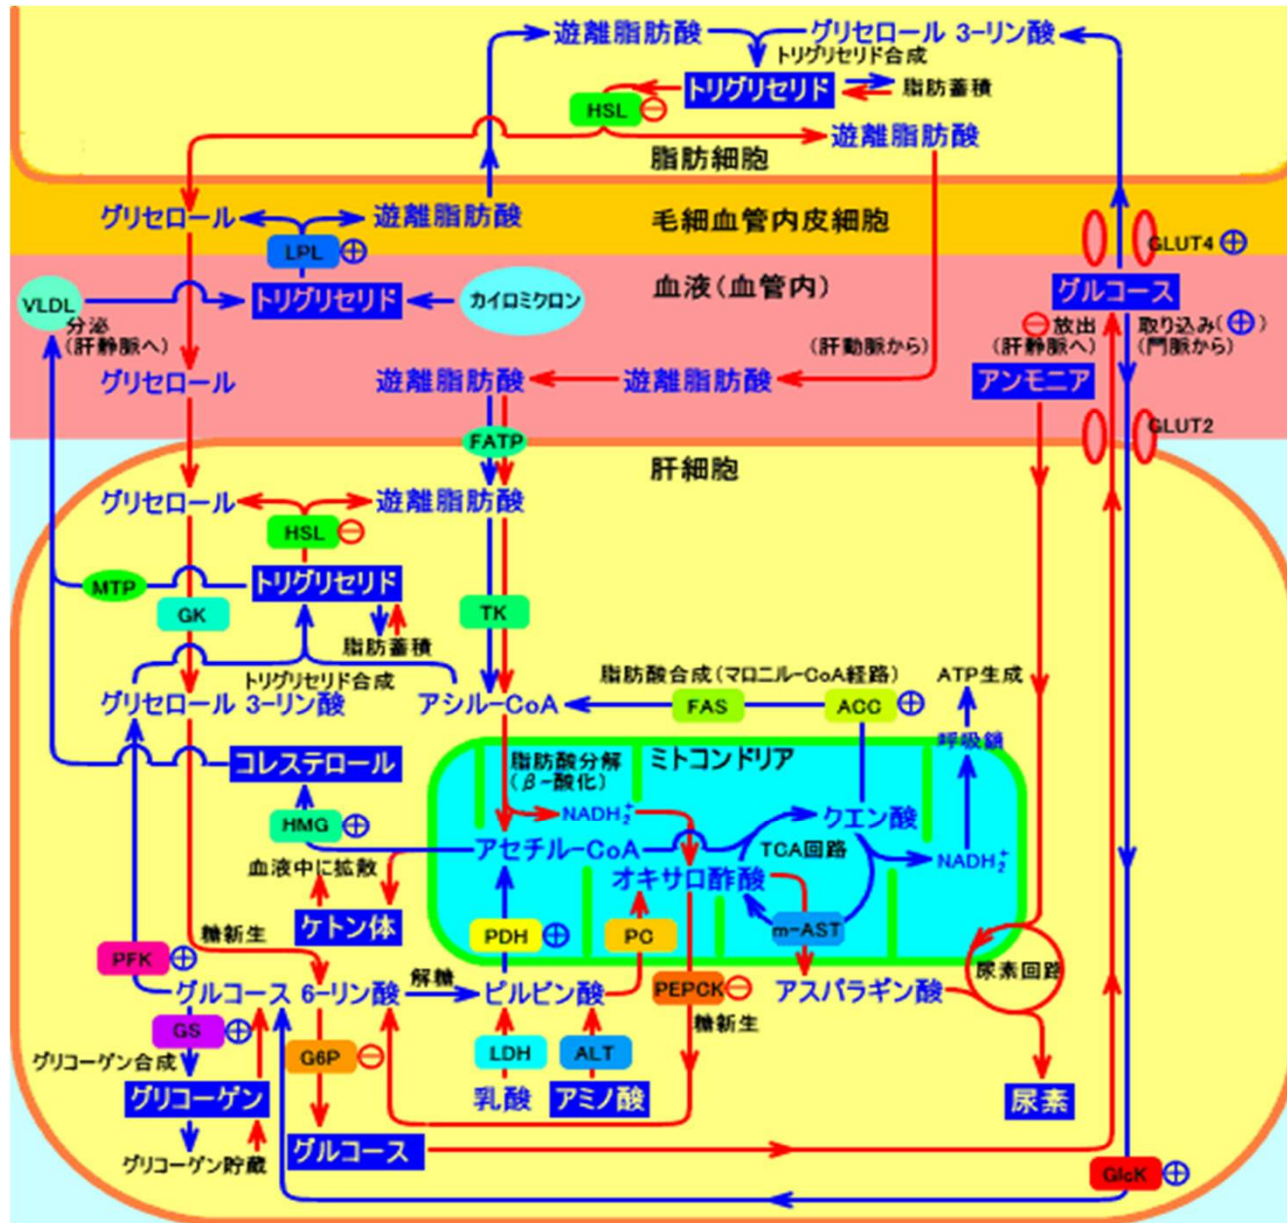 遊離脂肪酸
グリセロール 3-リン酸
トリグリセリド合成
トリグリセリド
脂肪蓄積
HSL
遊離脂肪酸
脂肪細胞
グリセロール
遊離脂肪酸
毛細血管内皮細胞
LPL
GLUT4
VLDL
トリグリセリド
カイロミクロン
血液(血管内)
グルコース
分泌
(肝静脈へ)
放出
(肝静脈へ)
取り込み( )
(門脈から)
(肝動脈から)
グリセロール
遊離脂肪酸
遊離脂肪酸
アンモニア
GLUT2
FATP
肝細胞
グリセロール
遊離脂肪酸
HSL
MTP
トリグリセリド
GK
TK
脂肪蓄積
トリグリセリド合成
グリセロール 3-リン酸
アシル-CoA
脂肪酸合成(マロニル-CoA経路)
FAS
ACC
ATP生成
呼吸鎖
コレステロール
脂肪酸分解
(β-酸化)
ミトコンドリア
NADH₂⁺
HMG
クエン酸
アセチル-CoA
TCA回路
NADH₂⁺
血液中に拡散
オキサロ酢酸
ケトン体
糖新生
PDH
PC
m-AST
PFK
尿素回路
グルコース 6-リン酸
解糖
ピルビン酸
PEPCK
アスパラギン酸
糖新生
GS
グリコーゲン合成
G6P
LDH
ALT
グリコーゲン
乳酸
アミノ酸
尿素
グリコーゲン貯蔵
グルコース
GlcK